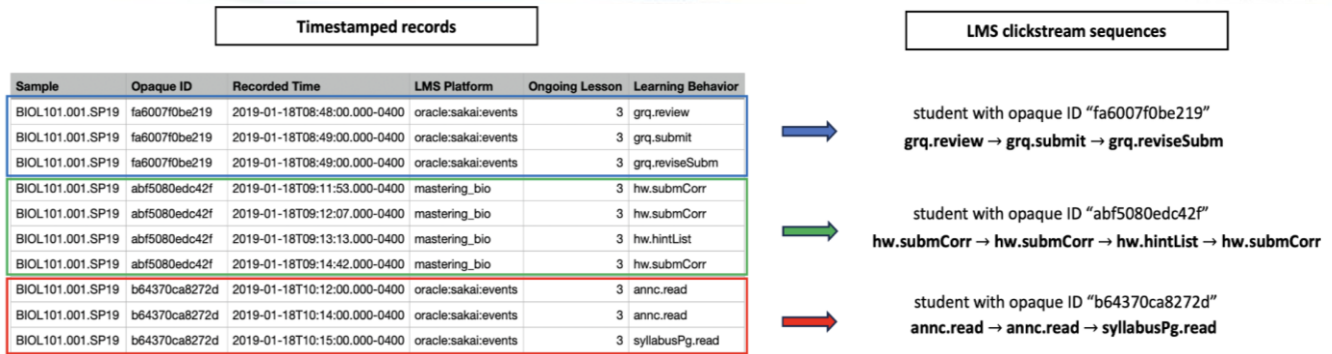 Timestamped records
LMS clickstream sequences
Sample Opaque ID Recorded Time LMS Platform Ongoing Lesson Learning Behavior
BIOL101.001.SP19 fa6007f0be219 2019-01-18T08:48:00.000-0400 oracle:sakai:events 3 grq.review
BIOL101.001.SP19 fa6007f0be219 2019-01-18T08:49:00.000-0400 oracle:sakai:events 3 grq.submit
BIOL101.001.SP19 fa6007f0be219 2019-01-18T08:49:00.000-0400 oracle:sakai:events 3 grq.reviseSubm
BIOL101.001.SP19 abf5080edc42f 2019-01-18T09:11:53.000-0400 mastering_bio 3 hw.submCorr
BIOL101.001.SP19 abf5080edc42f 2019-01-18T09:12:07.000-0400 mastering_bio 3 hw.submCorr
BIOL101.001.SP19 abf5080edc42f 2019-01-18T09:13:13.000-0400 mastering_bio 3 hw.hintList
BIOL101.001.SP19 abf5080edc42f 2019-01-18T09:14:42.000-0400 mastering_bio 3 hw.submCorr
BIOL101.001.SP19 b64370ca8272d 2019-01-18T10:12:00.000-0400 oracle:sakai:events 3 annc.read
BIOL101.001.SP19 b64370ca8272d 2019-01-18T10:14:00.000-0400 oracle:sakai:events 3 annc.read
BIOL101.001.SP19 b64370ca8272d 2019-01-18T10:15:00.000-0400 oracle:sakai:events 3 syllabusPg.read
student with opaque ID “fa6007f0be219”
grq.review → grq.submit → grq.reviseSubm
student with opaque ID “abf5080edc42f”
hw.submCorr → hw.submCorr → hw.hintList → hw.submCorr
student with opaque ID “b64370ca8272d”
annc.read → annc.read → syllabusPg.read